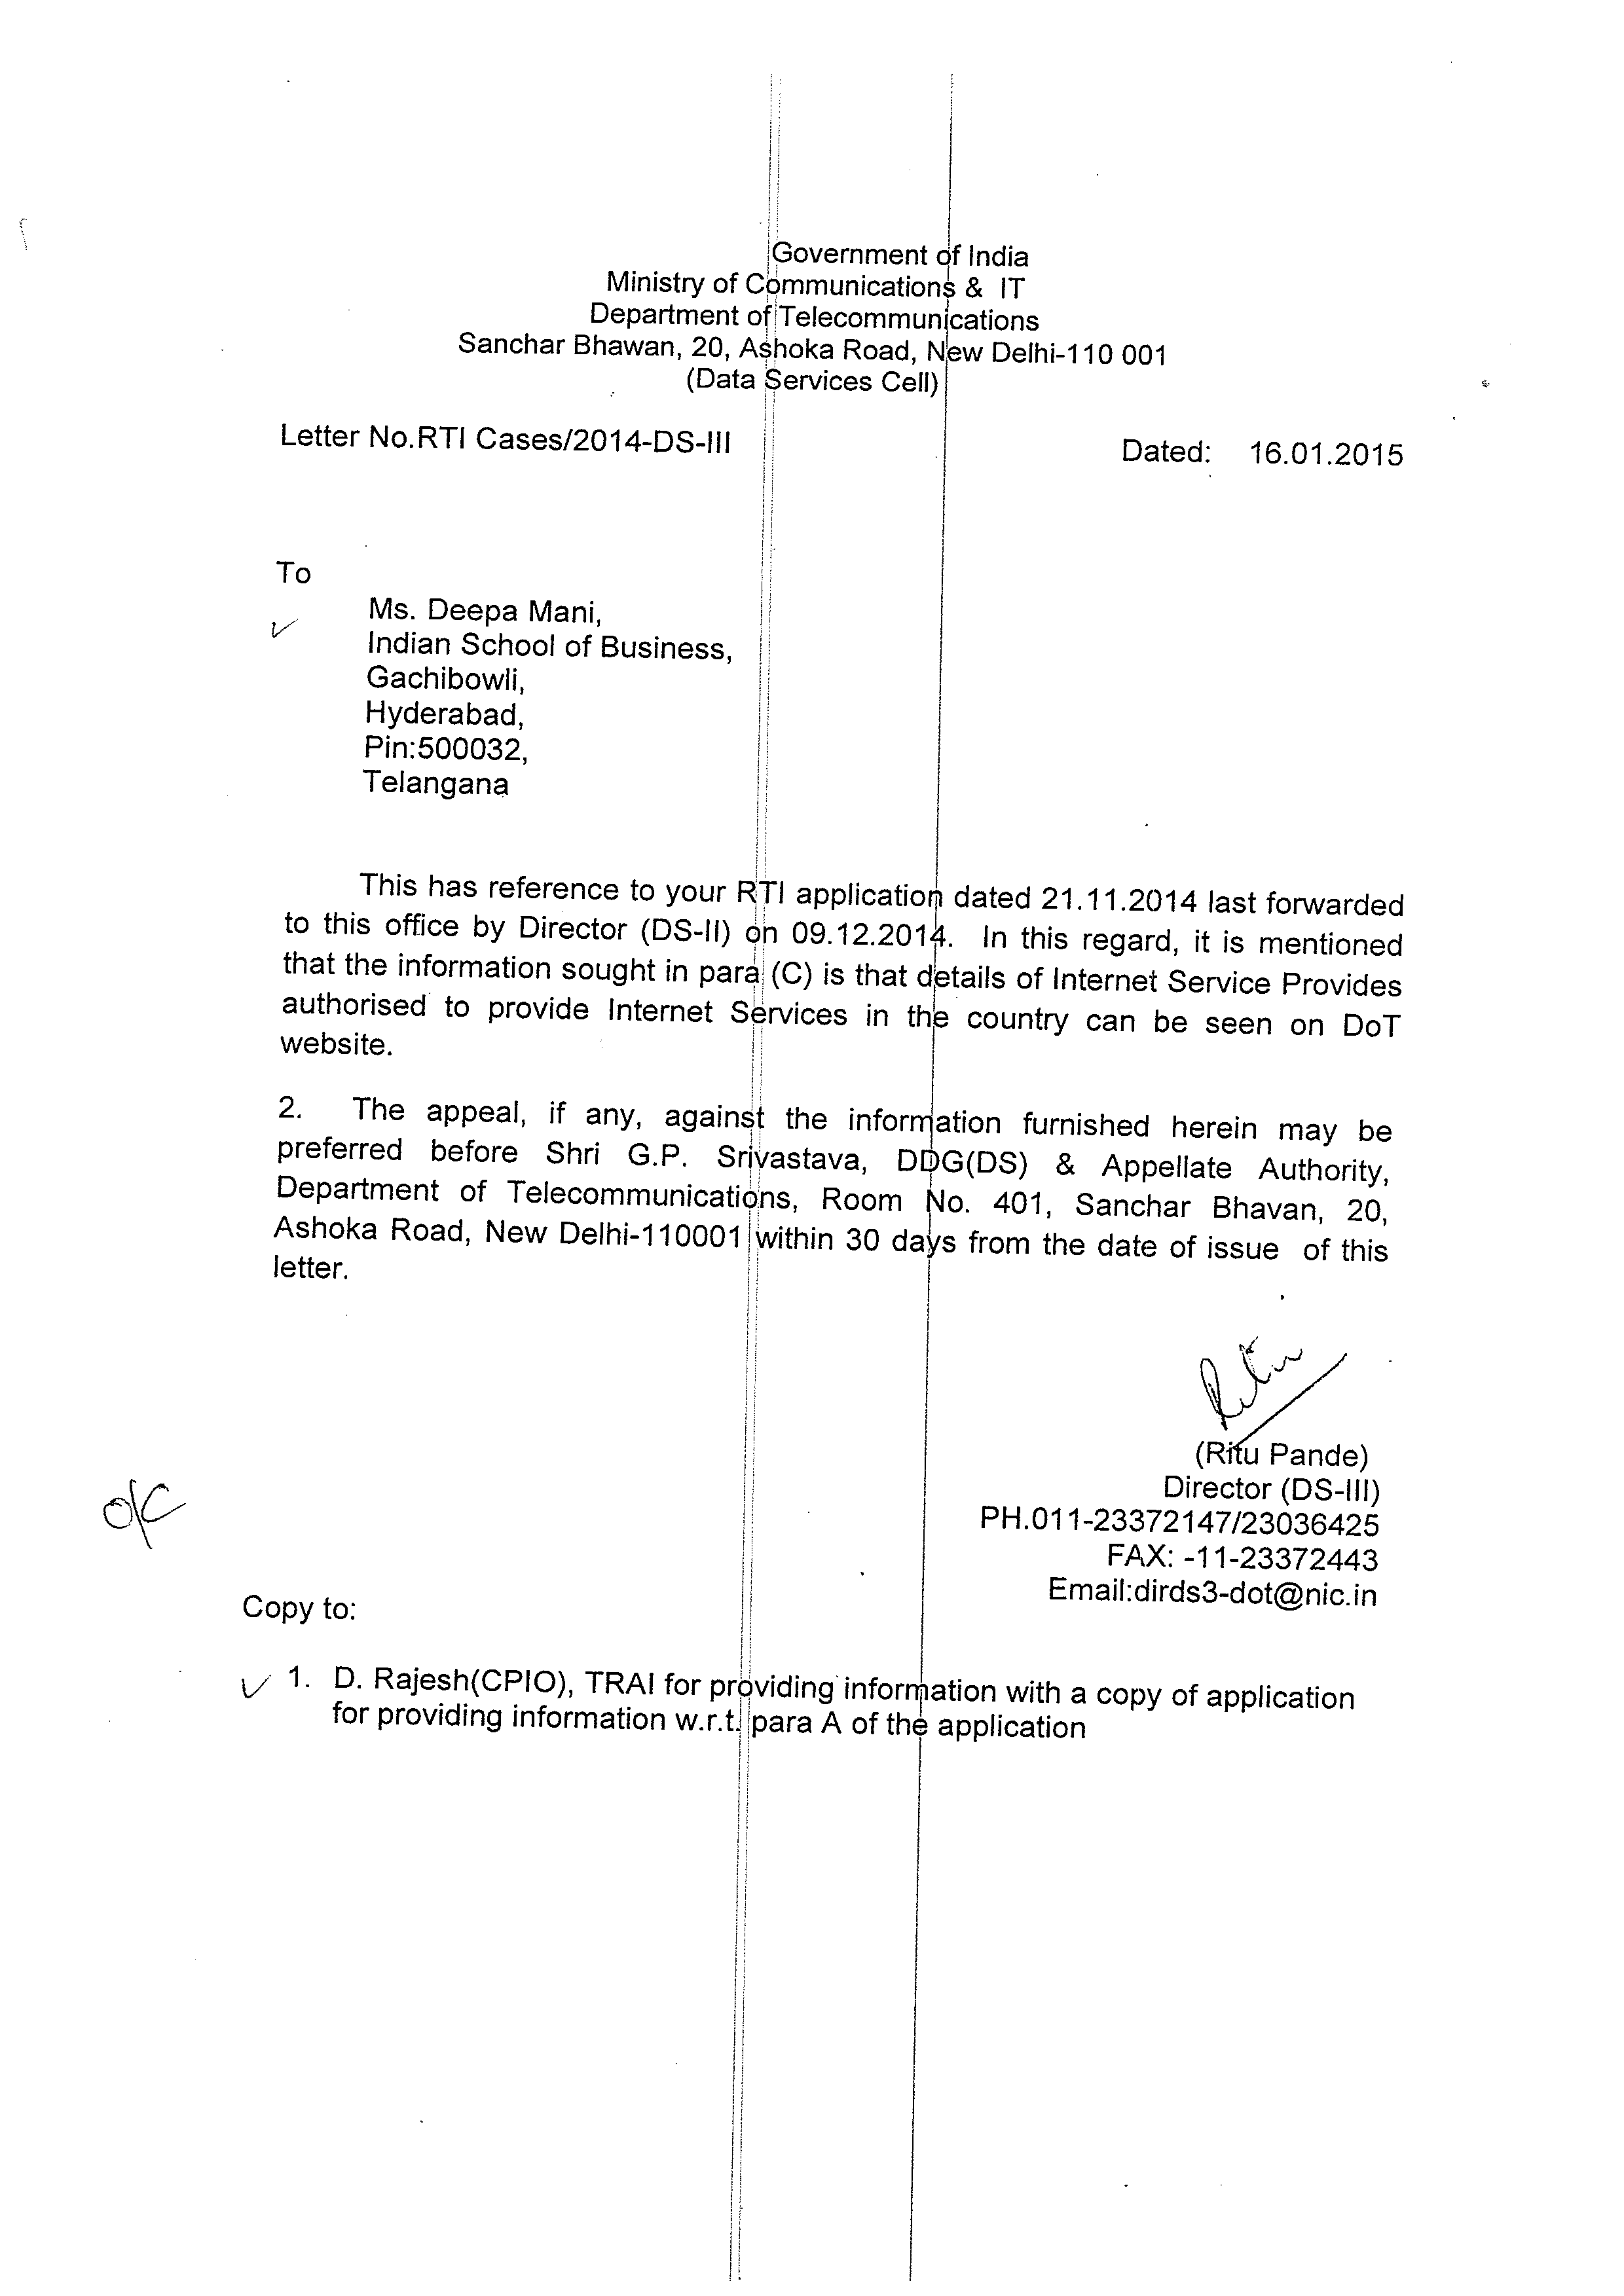 Government of India
Ministry of Communications & IT
Department of Telecommunications
Sanchar Bhawan, 20, Ashoka Road, New Delhi-110 001
(Data Services Cell)
Letter No.RTI Cases/2014-DS-III
Dated: 16.01.2015
To
Ms. Deepa Mani,
Indian School of Business,
Gachibowli,
Hyderabad,
Pin:500032,
Telangana
This has reference to your RTI application dated 21.11.2014 last forwarded
to this office by Director (DS-II) on 09.12.2014. In this regard, it is mentioned
that the information sought in para (C) is that details of Internet Service Provides
authorised to provide Internet Services in the country can be seen on DoT
website.
2. The appeal, if any, against the information furnished herein may be
preferred before Shri G.P. Srivastava, DDG(DS) & Appellate Authority,
Department of Telecommunications, Room No. 401, Sanchar Bhavan, 20,
Ashoka Road, New Delhi-110001 within 30 days from the date of issue of this
letter.
Ritu
(Ritu Pande)
Director (DS-III)
PH.011-23372147/23036425
FAX: -11-23372443
Email:dirds3-dot@nic.in
O/C
Copy to:
1. D. Rajesh(CPIO), TRAI for providing information with a copy of application
for providing information w.r.t. para A of the application